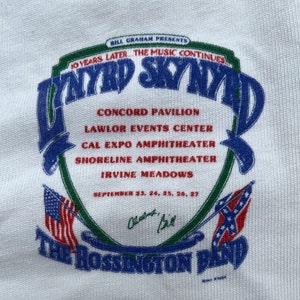 BILL GRAHAM PRESENTS
10 YEARS LATER...THE MUSIC CONTINUES...
LYNYRD SKYNYRD
CONCORD PAVILION
LAWLOR EVENTS CENTER
CAL EXPO AMPHITHEATER
SHORELINE AMPHITHEATER
IRVINE MEADOWS
SEPTEMBER 23, 24, 25, 26, 27
THE ROSSINGTON BAND